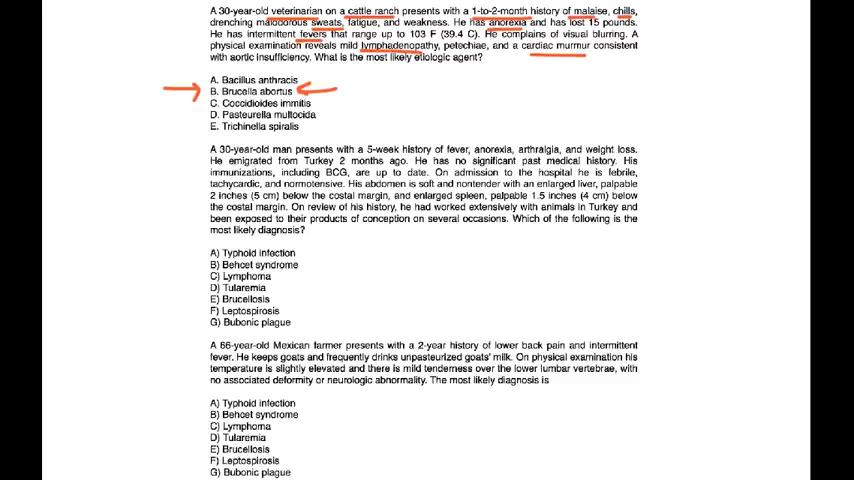 A 30-year-old veterinarian on a cattle ranch presents with a 1-to-2-month history of malaise, chills,
drenching malodorous sweats, fatigue, and weakness. He has anorexia and has lost 15 pounds.
He has intermittent fevers that range up to 103 F (39.4 C). He complains of visual blurring. A
physical examination reveals mild lymphadenopathy, petechiae, and a cardiac murmur consistent
with aortic insufficiency. What is the most likely etiologic agent?
A. Bacillus anthracis
B. Brucella abortus
C. Coccidioides immitis
D. Pasteurella multocida
E. Trichinella spiralis
A 30-year-old man presents with a 5-week history of fever, anorexia, arthralgia, and weight loss.
He emigrated from Turkey 2 months ago. He has no significant past medical history. His
immunizations, including BCG, are up to date. On admission to the hospital he is febrile,
tachycardic, and normotensive. His abdomen is soft and nontender with an enlarged liver, palpable
2 inches (5 cm) below the costal margin, and enlarged spleen, palpable 1.5 inches (4 cm) below
the costal margin. On review of his history, he had worked extensively with animals in Turkey and
been exposed to their products of conception on several occasions. Which of the following is the
most likely diagnosis?
A) Typhoid infection
B) Behcet syndrome
C) Lymphoma
D) Tularemia
E) Brucellosis
F) Leptospirosis
G) Bubonic plague
A 66-year-old Mexican farmer presents with a 2-year history of lower back pain and intermittent
fever. He keeps goats and frequently drinks unpasteurized goats' milk. On physical examination his
temperature is slightly elevated and there is mild tenderness over the lower lumbar vertebrae, with
no associated deformity or neurologic abnormality. The most likely diagnosis is
A) Typhoid infection
B) Behcet syndrome
C) Lymphoma
D) Tularemia
E) Brucellosis
F) Leptospirosis
G) Bubonic plague